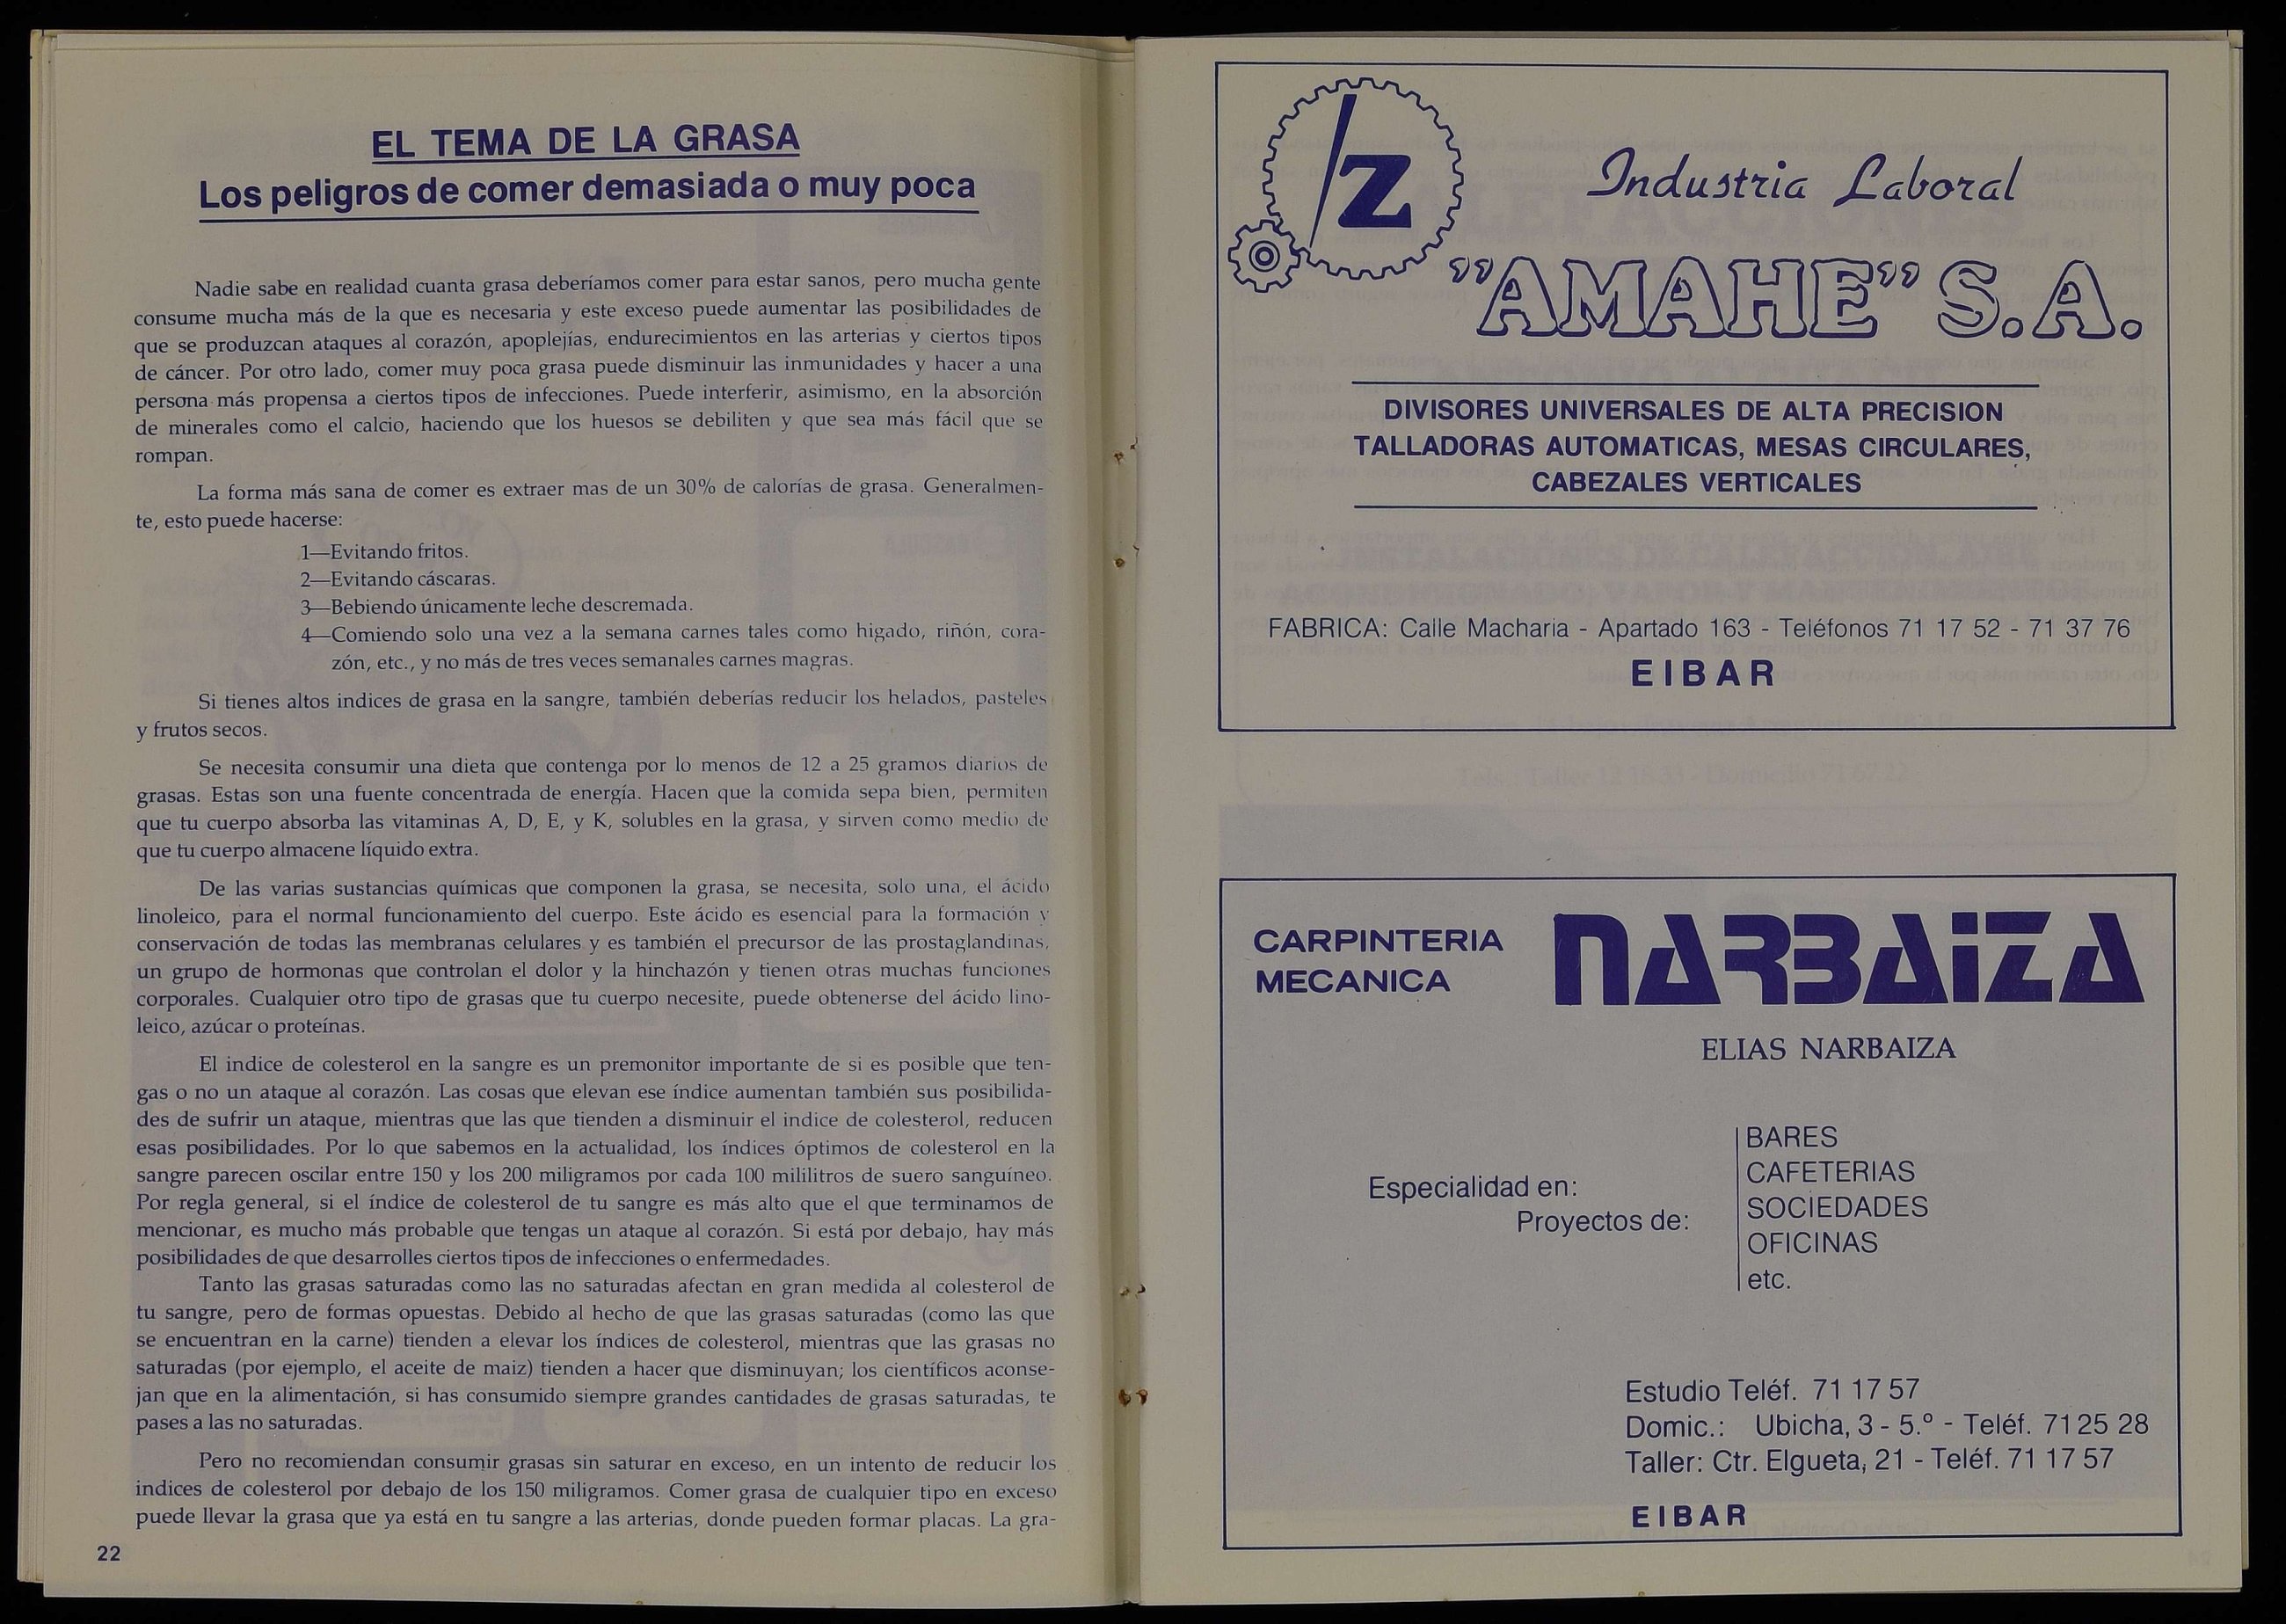 EL TEMA DE LA GRASA
Los peligros de comer demasiada o muy poca
Nadie sabe en realidad cuanta grasa deberíamos comer para estar sanos, pero mucha gente
consume mucha más de la que es necesaria y este exceso puede aumentar las posibilidades de
que se produzcan ataques al corazón, apoplejías, endurecimientos en las arterias y ciertos tipos
de cáncer. Por otro lado, comer muy poca grasa puede disminuir las inmunidades y hacer a una
persona más propensa a ciertos tipos de infecciones. Puede interferir, asimismo, en la absorción
de minerales como el calcio, haciendo que los huesos se debiliten y que sea más fácil que se
rompan.
La forma más sana de comer es extraer mas de un 30% de calorías de grasa. Generalmen-
te, esto puede hacerse:
1—Evitando fritos.
2—Evitando cáscaras.
3—Bebiendo únicamente leche descremada.
4—Comiendo solo una vez a la semana carnes tales como higado, riñón, cora-
zón, etc., y no más de tres veces semanales carnes magras.
Si tienes altos indices de grasa en la sangre, también deberías reducir los helados, pasteles
y frutos secos.
Se necesita consumir una dieta que contenga por lo menos de 12 a 25 gramos diarios de
grasas. Estas son una fuente concentrada de energía. Hacen que la comida sepa bien, permiten
que tu cuerpo absorba las vitaminas A, D, E, y K, solubles en la grasa, y sirven como medio de
que tu cuerpo almacene líquido extra.
De las varias sustancias químicas que componen la grasa, se necesita, solo una, el ácido
linoleico, para el normal funcionamiento del cuerpo. Este ácido es esencial para la formación y
conservación de todas las membranas celulares y es también el precursor de las prostaglandinas,
un grupo de hormonas que controlan el dolor y la hinchazón y tienen otras muchas funciones
corporales. Cualquier otro tipo de grasas que tu cuerpo necesite, puede obtenerse del ácido lino-
leico, azúcar o proteínas.
El indice de colesterol en la sangre es un premonitor importante de si es posible que ten-
gas o no un ataque al corazón. Las cosas que elevan ese índice aumentan también sus posibilida-
des de sufrir un ataque, mientras que las que tienden a disminuir el indice de colesterol, reducen
esas posibilidades. Por lo que sabemos en la actualidad, los índices óptimos de colesterol en la
sangre parecen oscilar entre 150 y los 200 miligramos por cada 100 mililitros de suero sanguíneo.
Por regla general, si el índice de colesterol de tu sangre es más alto que el que terminamos de
mencionar, es mucho más probable que tengas un ataque al corazón. Si está por debajo, hay más
posibilidades de que desarrolles ciertos tipos de infecciones o enfermedades.
Tanto las grasas saturadas como las no saturadas afectan en gran medida al colesterol de
tu sangre, pero de formas opuestas. Debido al hecho de que las grasas saturadas (como las que
se encuentran en la carne) tienden a elevar los índices de colesterol, mientras que las grasas no
saturadas (por ejemplo, el aceite de maiz) tienden a hacer que disminuyan; los científicos aconse-
jan que en la alimentación, si has consumido siempre grandes cantidades de grasas saturadas, te
pases a las no saturadas.
Pero no recomiendan consumir grasas sin saturar en exceso, en un intento de reducir los
indices de colesterol por debajo de los 150 miligramos. Comer grasa de cualquier tipo en exceso
puede llevar la grasa que ya está en tu sangre a las arterias, donde pueden formar placas. La gra-
22
Z
Industria Laboral
"AMAHE" S.A.
DIVISORES UNIVERSALES DE ALTA PRECISION
TALLADORAS AUTOMATICAS, MESAS CIRCULARES,
CABEZALES VERTICALES
FABRICA: Calle Macharia - Apartado 163 - Teléfonos 71 17 52 - 71 37 76
EIBAR
CARPINTERIA
MECANICA
NARBAIZA
ELIAS NARBAIZA
Especialidad en:
Proyectos de:
BARES
CAFETERIAS
SOCIEDADES
OFICINAS
etc.
Estudio Teléf. 71 17 57
Domic.: Ubicha, 3 - 5.º - Teléf. 71 25 28
Taller: Ctr. Elgueta, 21 - Teléf. 71 17 57
EIBAR